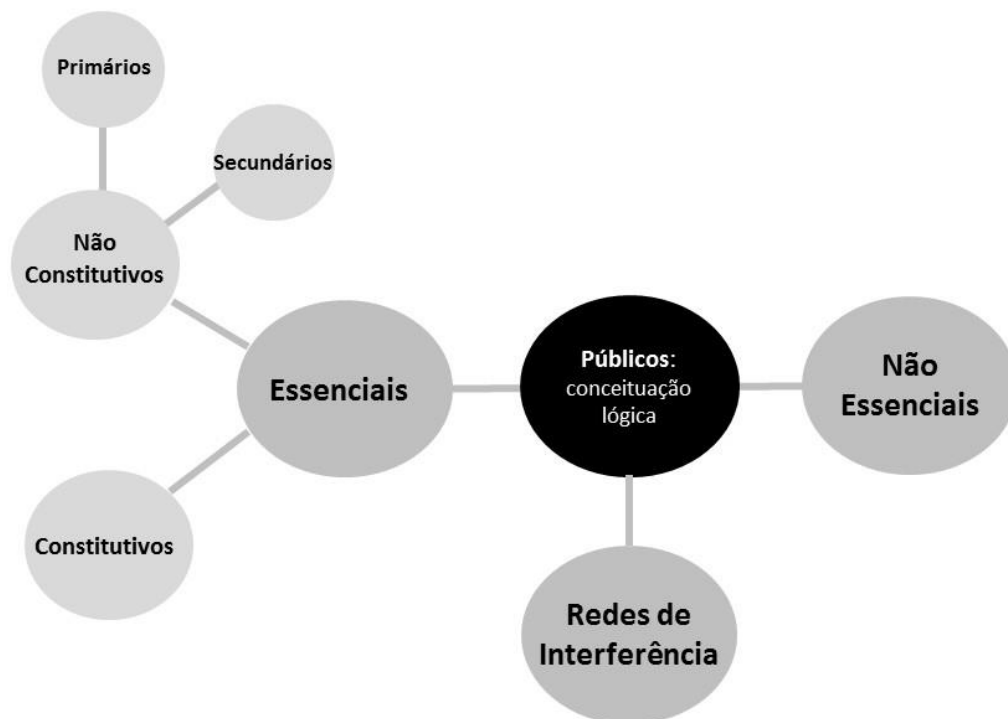 Primários
Secundários
Não
Constitutivos
Essenciais
Públicos:
conceituação
lógica
Não
Essenciais
Constitutivos
Redes de
Interferência